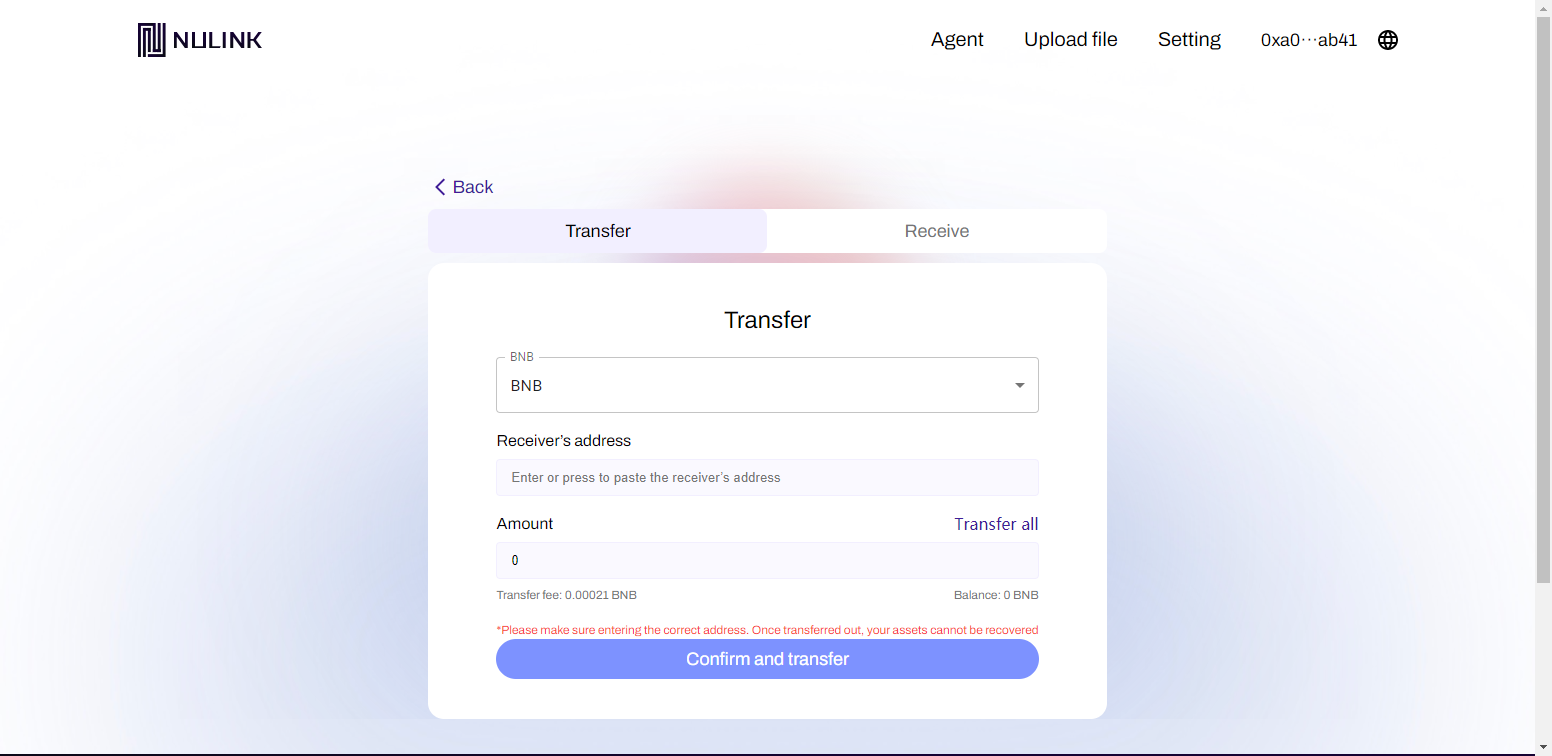 NULINK
Agent Upload file Setting 0xa0···ab41
Back
Transfer Receive
Transfer
BNB
BNB
Receiver’s address
Enter or press to paste the receiver’s address
Amount Transfer all
0
Transfer fee: 0.00021 BNB Balance: 0 BNB
*Please make sure entering the correct address. Once transferred out, your assets cannot be recovered
Confirm and transfer